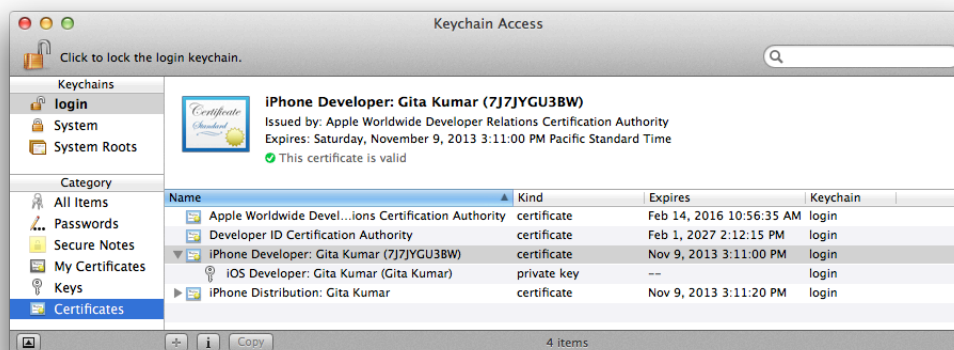 Keychain Access
Click to lock the login keychain.
Keychains
login
System
System Roots
Category
All Items
Passwords
Secure Notes
My Certificates
Keys
Certificates
Certificate
Standard
iPhone Developer: Gita Kumar (7J7JYGU3BW)
Issued by: Apple Worldwide Developer Relations Certification Authority
Expires: Saturday, November 9, 2013 3:11:00 PM Pacific Standard Time
This certificate is valid
Name Kind Expires Keychain
Apple Worldwide Devel...ions Certification Authority certificate Feb 14, 2016 10:56:35 AM login
Developer ID Certification Authority certificate Feb 1, 2027 2:12:15 PM login
iPhone Developer: Gita Kumar (7J7JYGU3BW) certificate Nov 9, 2013 3:11:00 PM login
iOS Developer: Gita Kumar (Gita Kumar) private key -- login
iPhone Distribution: Gita Kumar certificate Nov 9, 2013 3:11:20 PM login
+ i Copy 4 items